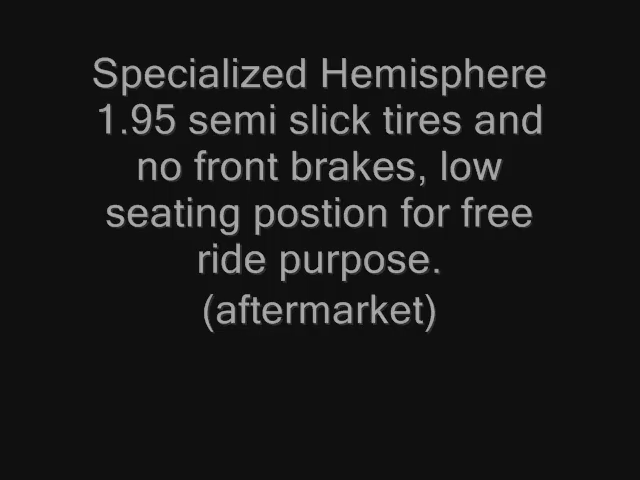 Specialized Hemisphere
1.95 semi slick tires and
no front brakes, low
seating postion for free
ride purpose.
(aftermarket)